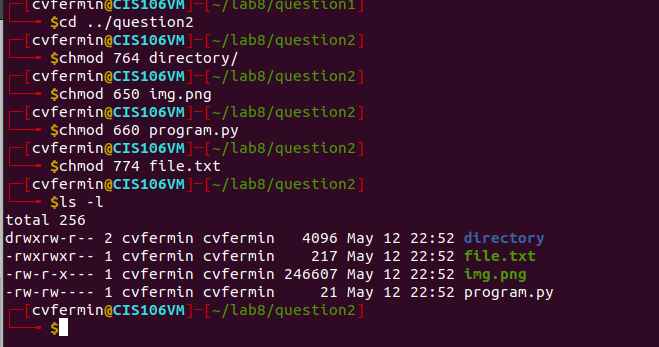 ┌─[cvfermin@CIS106VM]─[~/lab8/question1]
└──╼ $cd ../question2
┌─[cvfermin@CIS106VM]─[~/lab8/question2]
└──╼ $chmod 764 directory/
┌─[cvfermin@CIS106VM]─[~/lab8/question2]
└──╼ $chmod 650 img.png
┌─[cvfermin@CIS106VM]─[~/lab8/question2]
└──╼ $chmod 660 program.py
┌─[cvfermin@CIS106VM]─[~/lab8/question2]
└──╼ $chmod 774 file.txt
┌─[cvfermin@CIS106VM]─[~/lab8/question2]
└──╼ $ls -l
total 256
drwxrw-r-- 2 cvfermin cvfermin   4096 May 12 22:52 directory
-rwxrwxr-- 1 cvfermin cvfermin    217 May 12 22:52 file.txt
-rw-r-x--- 1 cvfermin cvfermin 246607 May 12 22:52 img.png
-rw-rw---- 1 cvfermin cvfermin     21 May 12 22:52 program.py
┌─[cvfermin@CIS106VM]─[~/lab8/question2]
└──╼ $